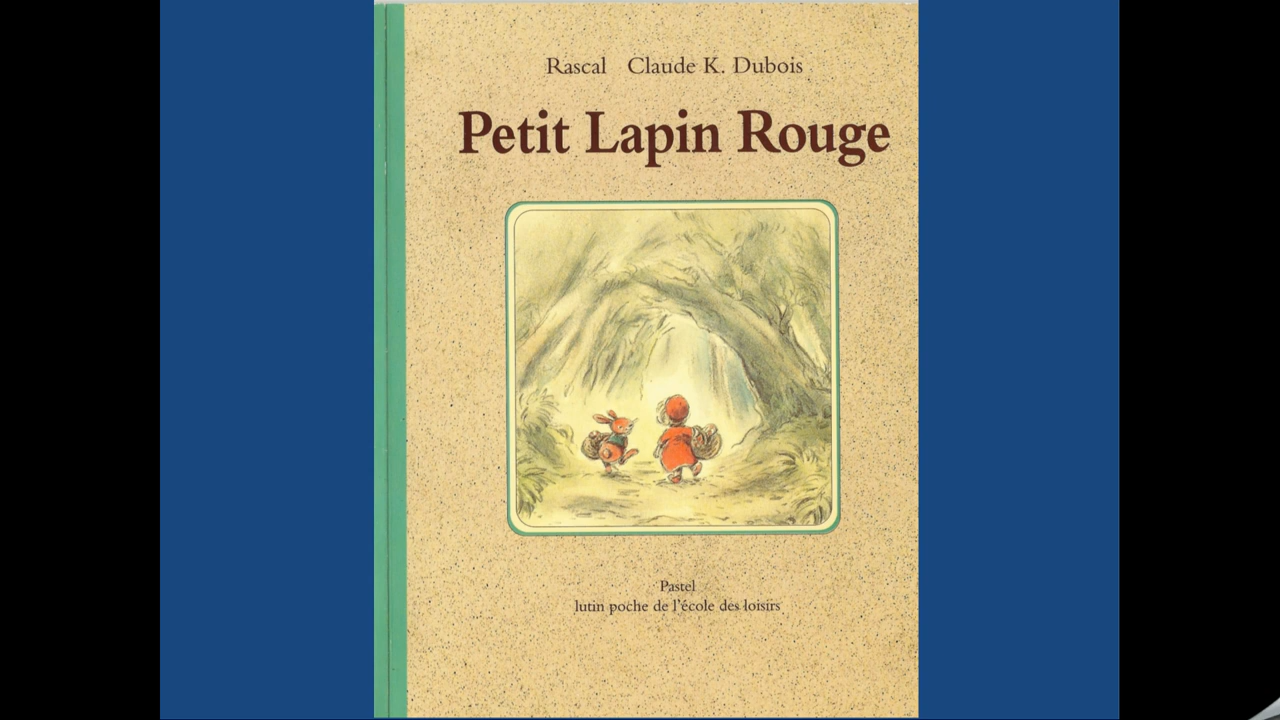 Rascal Claude K. Dubois
Petit Lapin Rouge
Pastel
lutin poche de l'école des loisirs